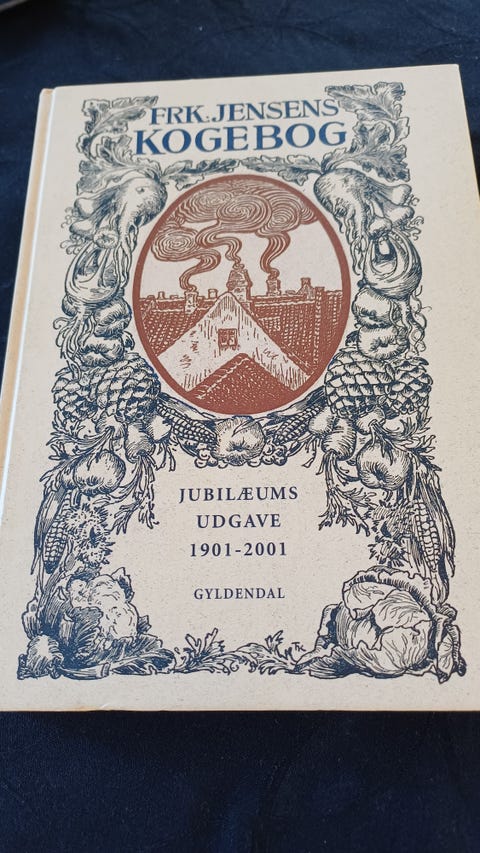 FRK. JENSENS
KOGEBOG
JUBILÆUMS
UDGAVE
1901-2001
GYLDENDAL